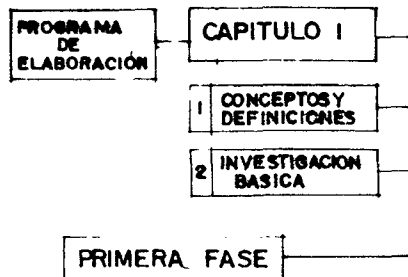 PROGRAMA
DE
ELABORACIÓN
CAPITULO I
1 CONCEPTOS Y
DEFINICIONES
2 INVESTIGACION
BASICA
PRIMERA FASE